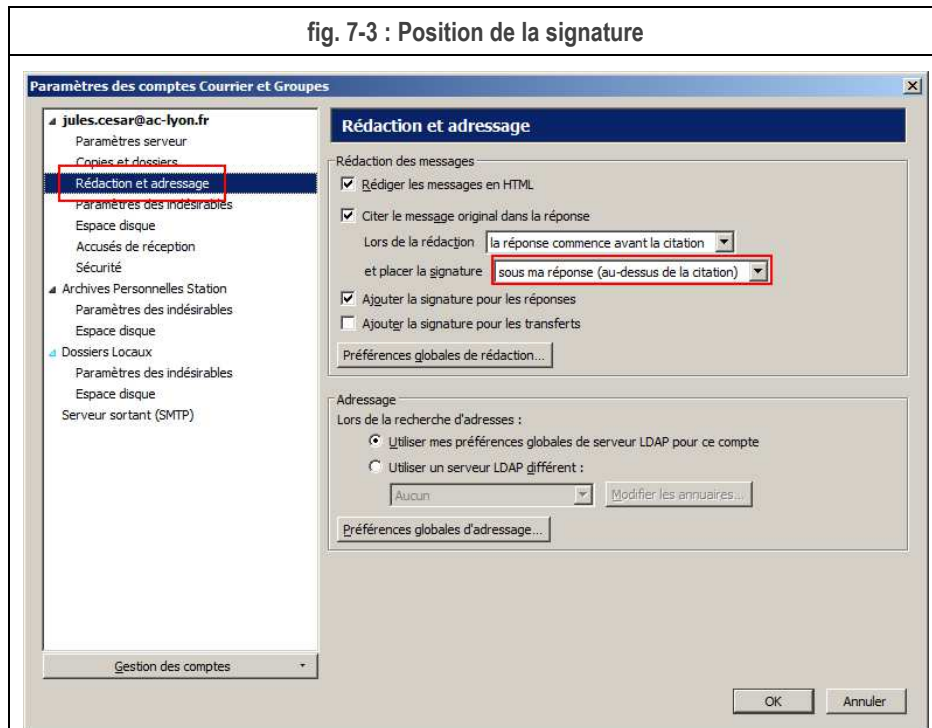 fig. 7-3 : Position de la signature
Paramètres des comptes Courrier et Groupes
jules.cesar@ac-lyon.fr
Paramètres serveur
Copies et dossiers
Rédaction et adressage
Paramètres des indésirables
Espace disque
Accusés de réception
Sécurité
Archives Personnelles Station
Paramètres des indésirables
Espace disque
Dossiers Locaux
Paramètres des indésirables
Espace disque
Serveur sortant (SMTP)
Gestion des comptes
Rédaction et adressage
Rédaction des messages
Rédiger les messages en HTML
Citer le message original dans la réponse
Lors de la rédaction la réponse commence avant la citation
et placer la signature sous ma réponse (au-dessus de la citation)
Ajouter la signature pour les réponses
Ajouter la signature pour les transferts
Préférences globales de rédaction...
Adressage
Lors de la recherche d'adresses :
Utiliser mes préférences globales de serveur LDAP pour ce compte
Utiliser un serveur LDAP différent :
Aucun Modifier les annuaires...
Préférences globales d'adressage...
OK Annuler